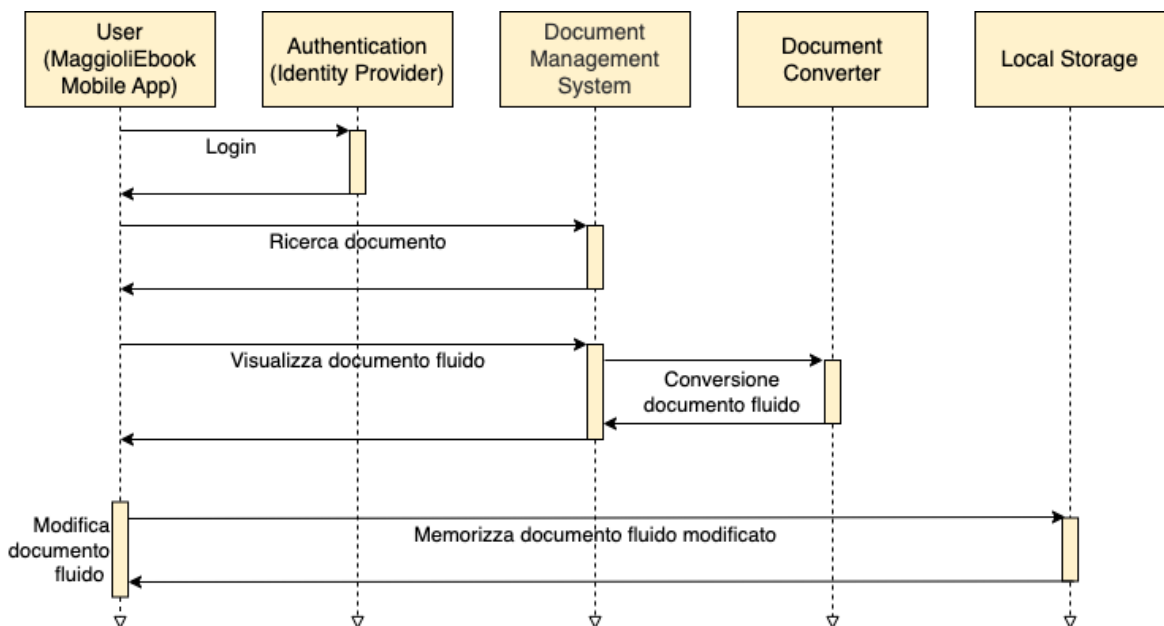 User
(MaggioliEbook
Mobile App)
Authentication
(Identity Provider)
Document
Management
System
Document
Converter
Local Storage
Login
Ricerca documento
Visualizza documento fluido
Conversione
documento fluido
Modifica
documento
fluido
Memorizza documento fluido modificato